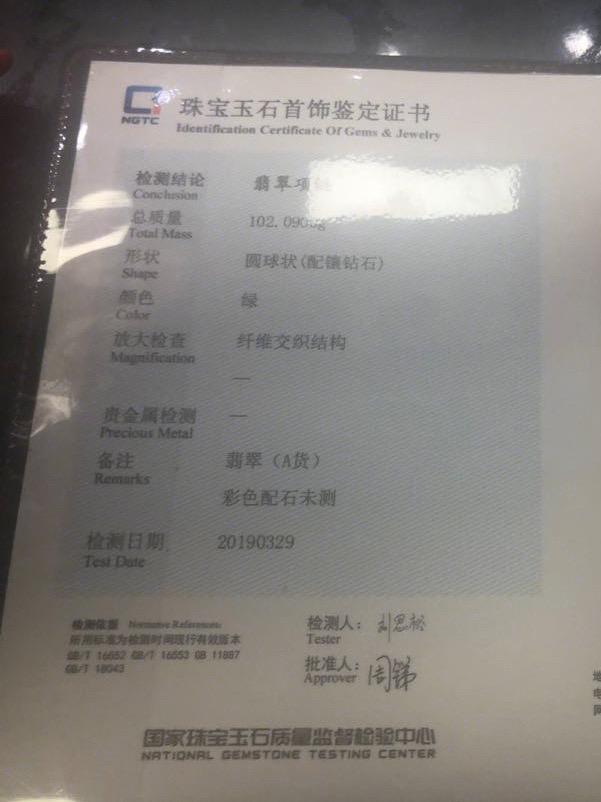 NGTC
珠宝玉石首饰鉴定证书
Identification Certificate Of Gems & Jewelry
检测结论 翡翠项
Conclusion
总质量 102.090
Total Mass
形状 圆球状(配镶钻石)
Shape
颜色 绿
Color
放大检查 纤维交织结构
Magnification
—
贵金属检测 —
Precious Metal
备注 翡翠（A货）
Remarks
彩色配石未测
检测日期 20190329
Test Date
检测依据 Normative References:
所用标准为检测时间现行有效版本
GB/T 16552 GB/T 16553 GB 11887
GB/T 18043
检测人:
Tester
批准人:
Approver
国家珠宝玉石质量监督检验中心
NATIONAL GEMSTONE TESTING CENTER